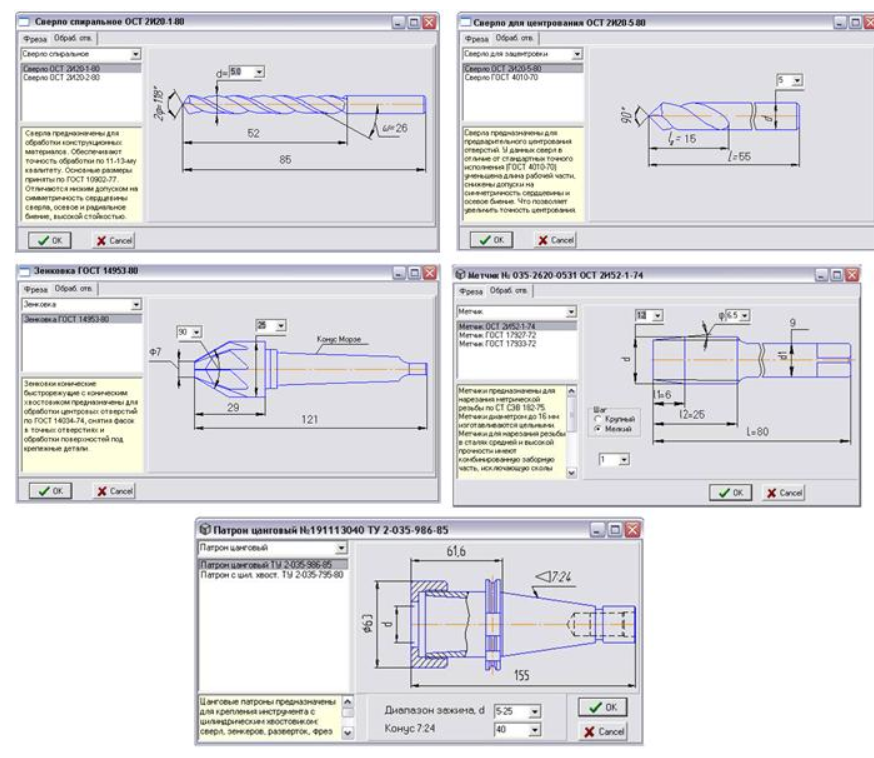 Сверло спиральное ОСТ 2И20-1-80
Фреза Обраб. отв.
Сверло спиральное
Сверло ОСТ 2И20-1-80
Сверло ОСТ 2И20-2-80
Сверла предназначены для
обработки конструкционных
материалов. Обеспечивают
точность обработки по 11-13-му
квалитету. Основные размеры
приняты по ГОСТ 10902-77.
Отличаются низким допуском на
симметричность сердцевины
сверла, осевое и радиальное
биение, высокой стойкостью.
d= 5.0
2φ=118°
ω=26
52
85
OK Cancel
Сверло для центрования ОСТ 2И20-5-80
Фреза Обраб. отв.
Сверло для зацентровки
Сверло ОСТ 2И20-5-80
Сверло ГОСТ 4010-70
Сверла предназначены для
предварительного центрования
отверстий. У данных сверл в
отличие от стандартных точного
исполнения (ГОСТ 4010-70)
уменьшена длина рабочей части,
снижены допуски на
симметричность сердцевины и
осевое биение. Что позволяет
увеличить точность центрования.
5
90°
d
l₀= 15
l=55
OK Cancel
Зенковка ГОСТ 14953-80
Фреза Обраб. отв.
Зенковка
Зенковка ГОСТ 14953-80
Зенковки конические
быстрорежущие с коническим
хвостовиком предназначены для
обработки центровых отверстий
по ГОСТ 14034-74, снятия фасок
в точных отверстиях и
обработки поверхностей под
крепежные детали.
90
25
Конус Морзе
Ф7
29
121
OK Cancel
Метчик № 035-2620-0531 ОСТ 2И52-1-74
Фреза Обраб. отв.
Метчик
Метчик ОСТ 2И52-1-74
Метчик ГОСТ 17927-72
Метчик ГОСТ 17933-72
Метчики предназначены для
нарезания метрической
резьбы по СТ СЭВ 182-75.
Метчики диаметром до 16 мм
изготавливаются цельными.
Метчики для нарезания резьбы
в сталях средней и высокой
прочности имеют
комбинированную заборную
часть, исключающую сколы
12
φ 6.5
9
d
d1
l1=6
l2=25
L=80
Шаг
Крупный
Мелкий
1
OK Cancel
Патрон цанговый №191113040 ТУ 2-035-986-85
Патрон цанговый
Патрон цанговый ТУ 2-035-986-85
Патрон с цил. хвост. ТУ 2-035-795-80
Цанговые патроны предназначены
для крепления инструмента с
цилиндрическим хвостовиком:
сверл, зенкеров, разверток, фрез
61,6
7:24
ф63
d
155
Диапазон зажима, d 5-25
Конус 7:24 40
OK
Cancel